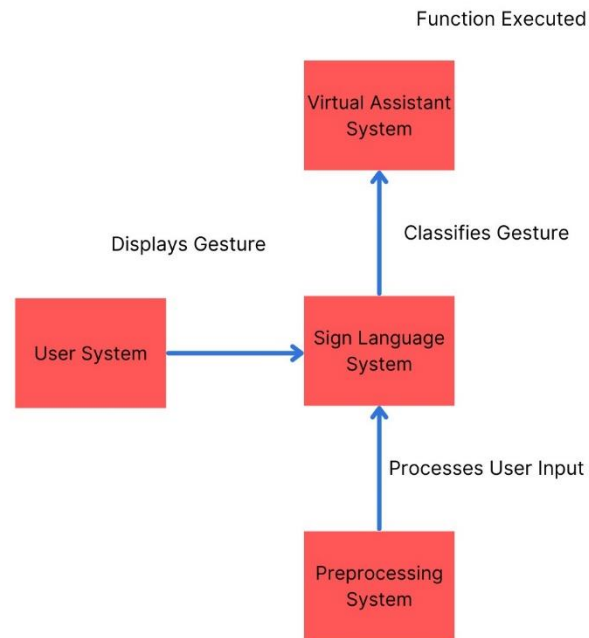 Function Executed
Virtual Assistant
System
Displays Gesture
Classifies Gesture
User System
Sign Language
System
Processes User Input
Preprocessing
System